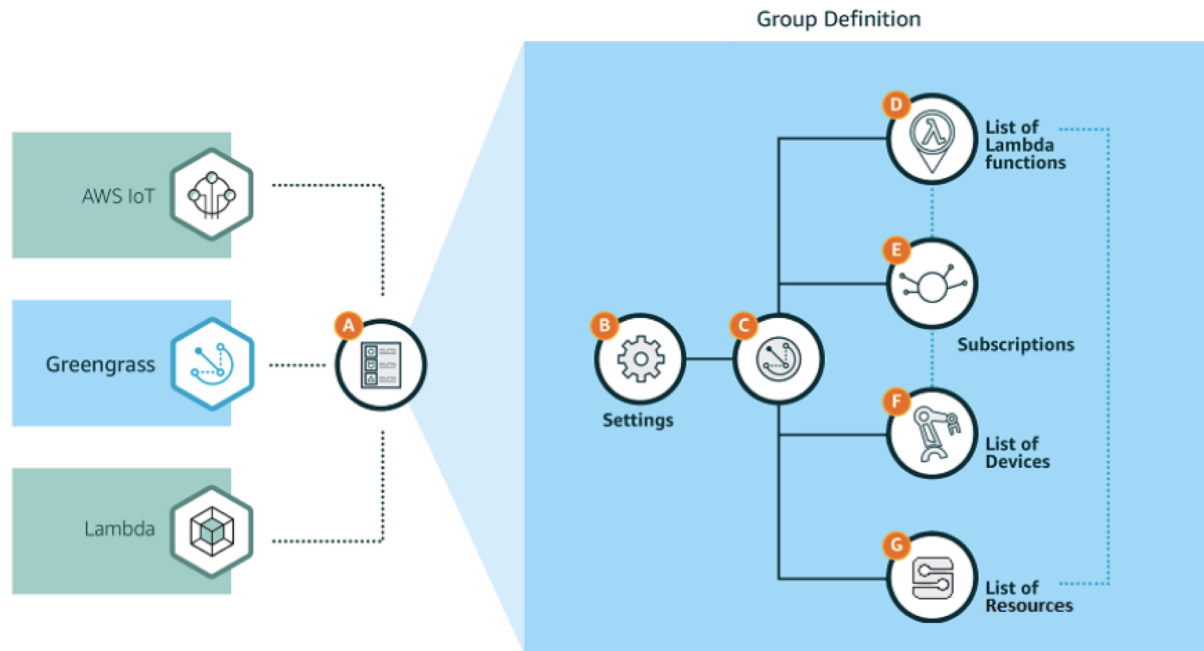 Group Definition
AWS IoT
Greengrass
Lambda
A
B
Settings
C
D
List of
Lambda
functions
E
Subscriptions
F
List of
Devices
G
List of
Resources